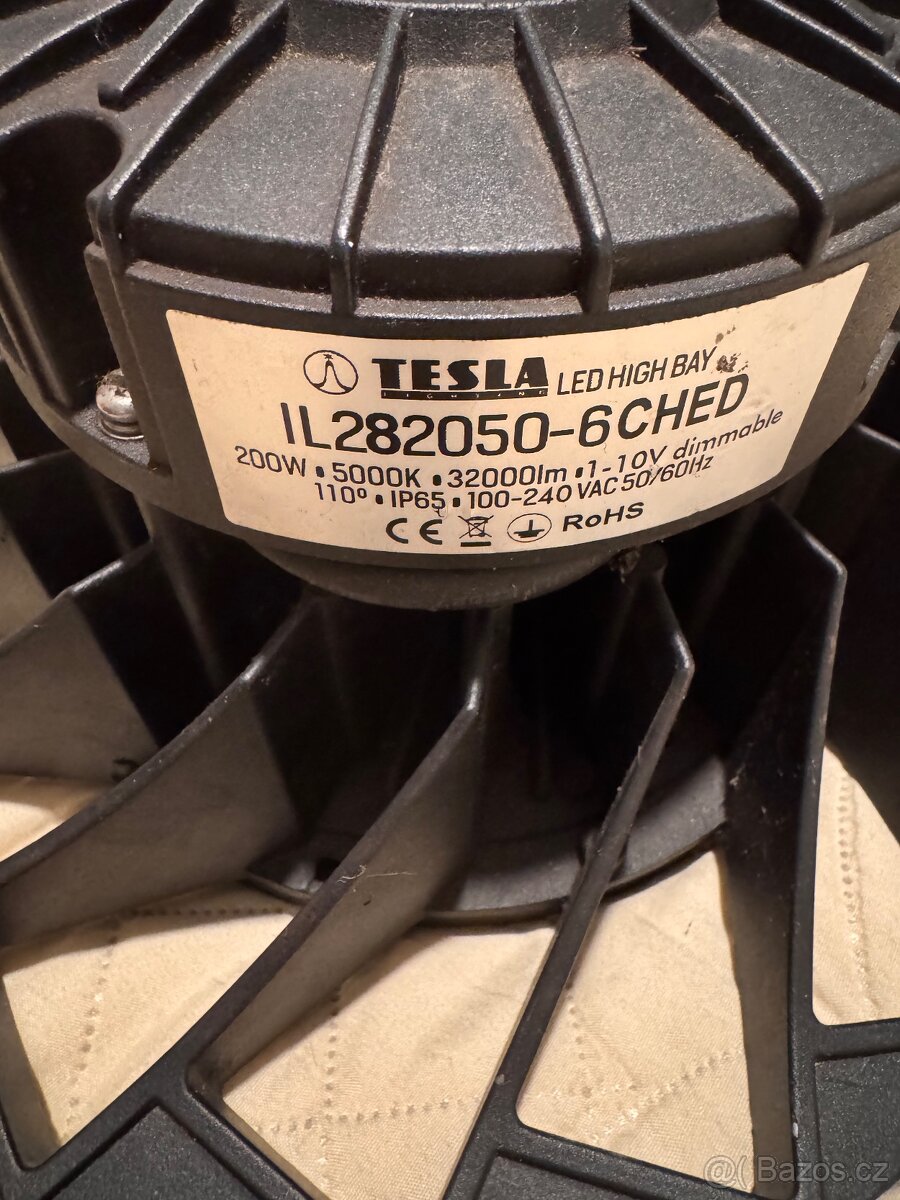 TESLA LED HIGH BAY
LIGHTING
IL282050-6CHED
200W • 5000K • 32000lm • 1-10V dimmable
110° • IP65 • 100-240 VAC 50/60Hz
CE RoHS
@( Bazos.cz